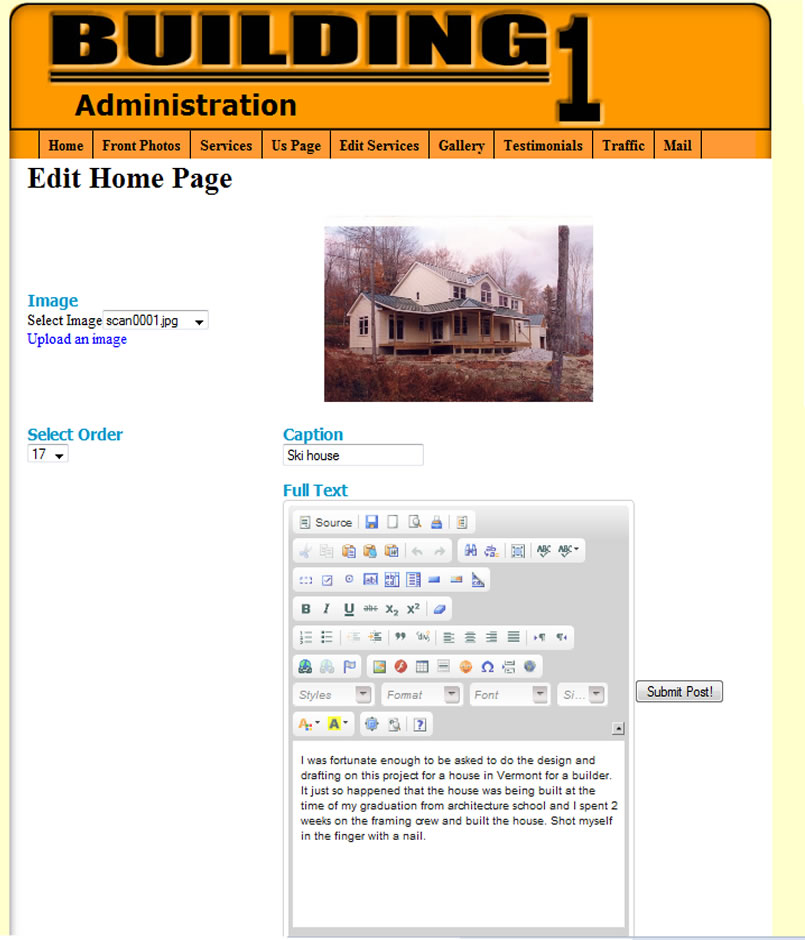 BUILDING1
Administration
Home Front Photos Services Us Page Edit Services Gallery Testimonials Traffic Mail
Edit Home Page
Image
Select Image scan0001.jpg
Upload an image
Select Order
17
Caption
Ski house
Full Text
Source
ABC ABC
B I U abc X2 X2
Styles Format Font Si...
A A ?
Submit Post!
I was fortunate enough to be asked to do the design and
drafting on this project for a house in Vermont for a builder.
It just so happened that the house was being built at the
time of my graduation from architecture school and I spent 2
weeks on the framing crew and built the house. Shot myself
in the finger with a nail.